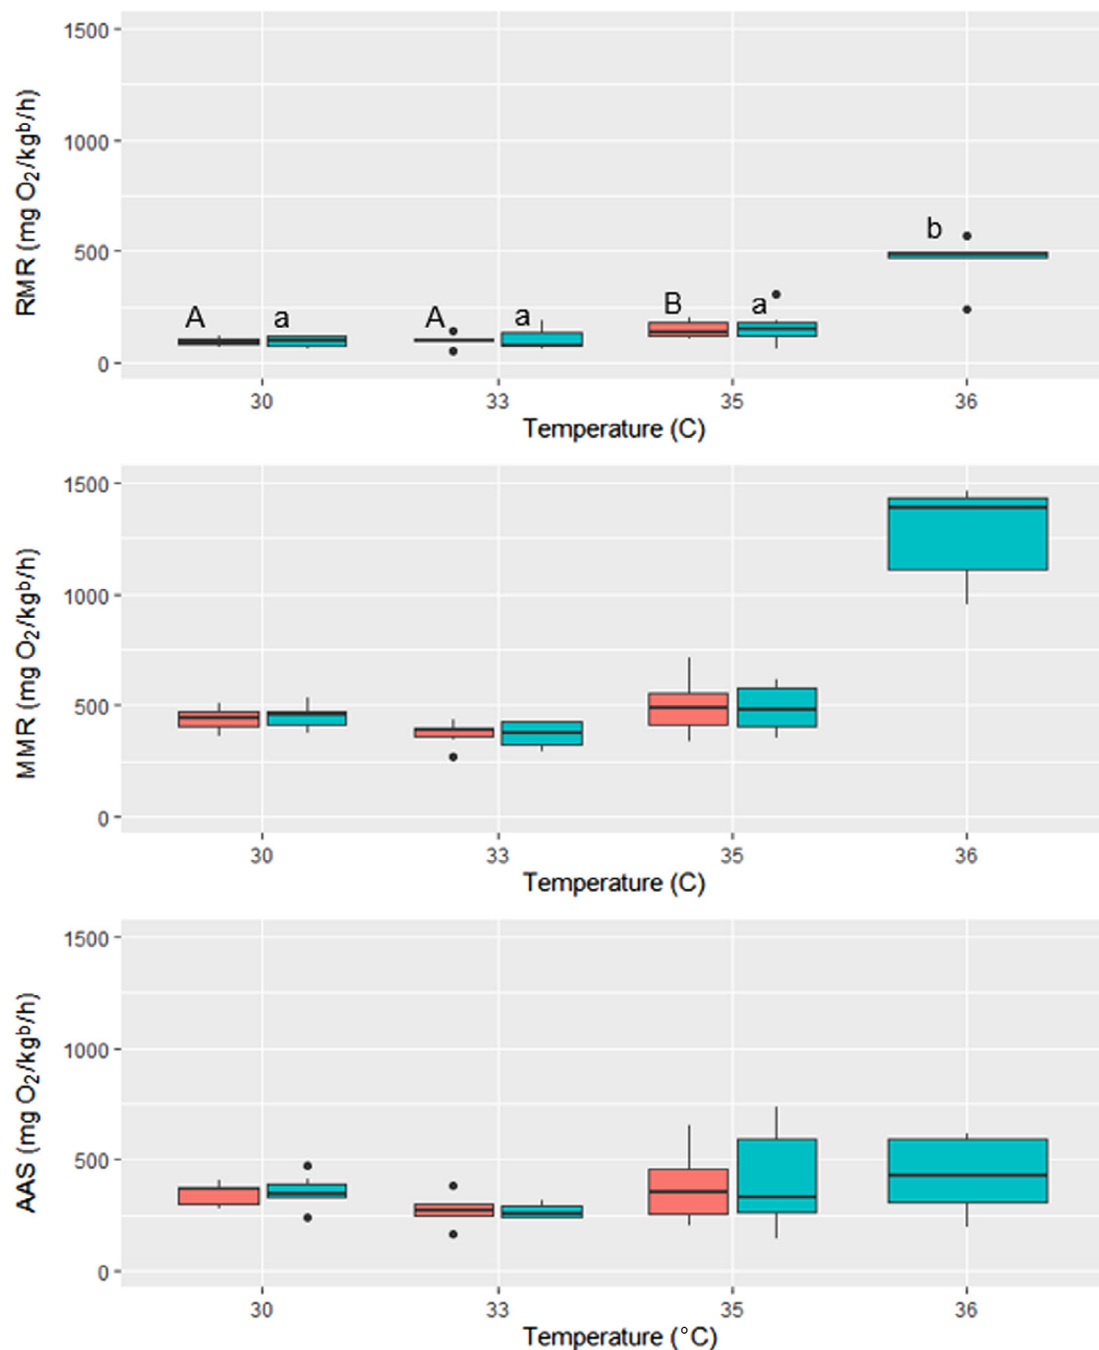 RMR (mg O₂/kgᵇ/h)
1500
1000
500
0
A a A a B a b
30 33 35 36
Temperature (C)
MMR (mg O₂/kgᵇ/h)
1500
1000
500
0
30 33 35 36
Temperature (C)
AAS (mg O₂/kgᵇ/h)
1500
1000
500
0
30 33 35 36
Temperature (°C)